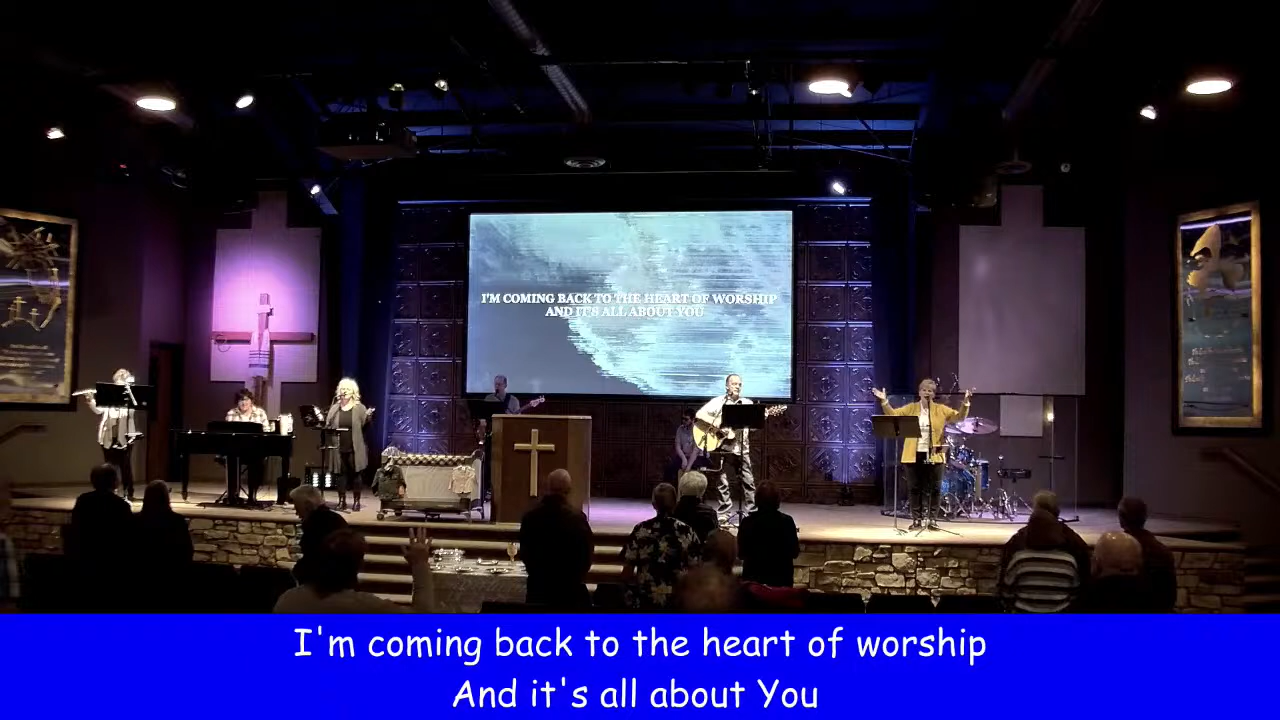 I'M COMING BACK TO THE HEART OF WORSHIP
AND IT'S ALL ABOUT YOU
I'm coming back to the heart of worship
And it's all about You